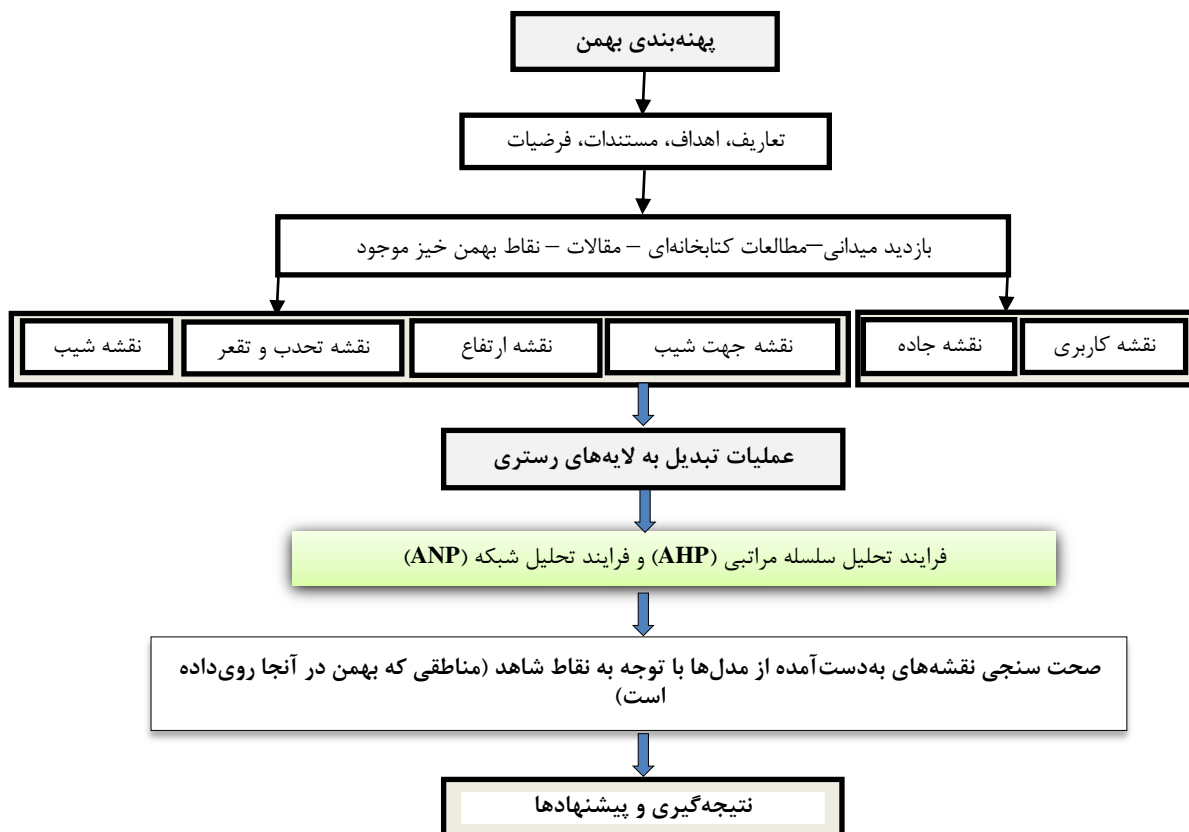 پهنه‌بندی بهمن
تعاریف، اهداف، مستندات، فرضیات
بازدید میدانی–مطالعات کتابخانه‌ای – مقالات – نقاط بهمن خیز موجود
نقشه کاربری
نقشه جاده
نقشه جهت شیب
نقشه ارتفاع
نقشه تحدب و تقعر
نقشه شیب
عملیات تبدیل به لایه‌های رستری
فرایند تحلیل سلسله مراتبی (AHP) و فرایند تحلیل شبکه (ANP)
صحت سنجی نقشه‌های به‌دست‌آمده از مدل‌ها با توجه به نقاط شاهد (مناطقی که بهمن در آنجا روی‌داده
است)
نتیجه‌گیری و پیشنهادها